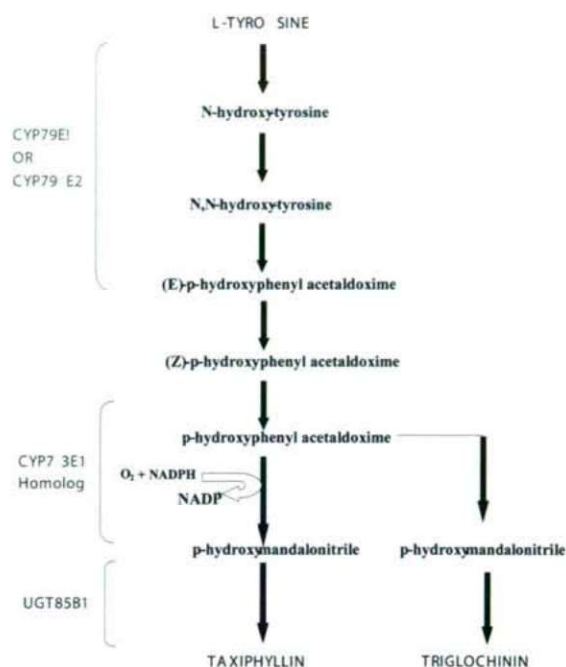 L-TYRO SINE
N-hydroxy-tyrosine
CYP79E!
OR
CYP79 E2
N,N-hydroxy-tyrosine
(E)-p-hydroxyphenyl acetaldoxime
(Z)-p-hydroxyphenyl acetaldoxime
p-hydroxyphenyl acetaldoxime
CYP7 3E1
Homolog
O₂ + NADPH
NADP
p-hydroxymandalonitrile p-hydroxymandalonitrile
UGT85B1
TAXIPHYLLIN TRIGLOCHININ